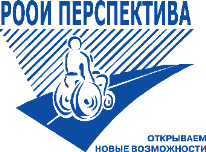 РООИ ПЕРСПЕКТИВА
ОТКРЫВАЕМ
НОВЫЕ ВОЗМОЖНОСТИ